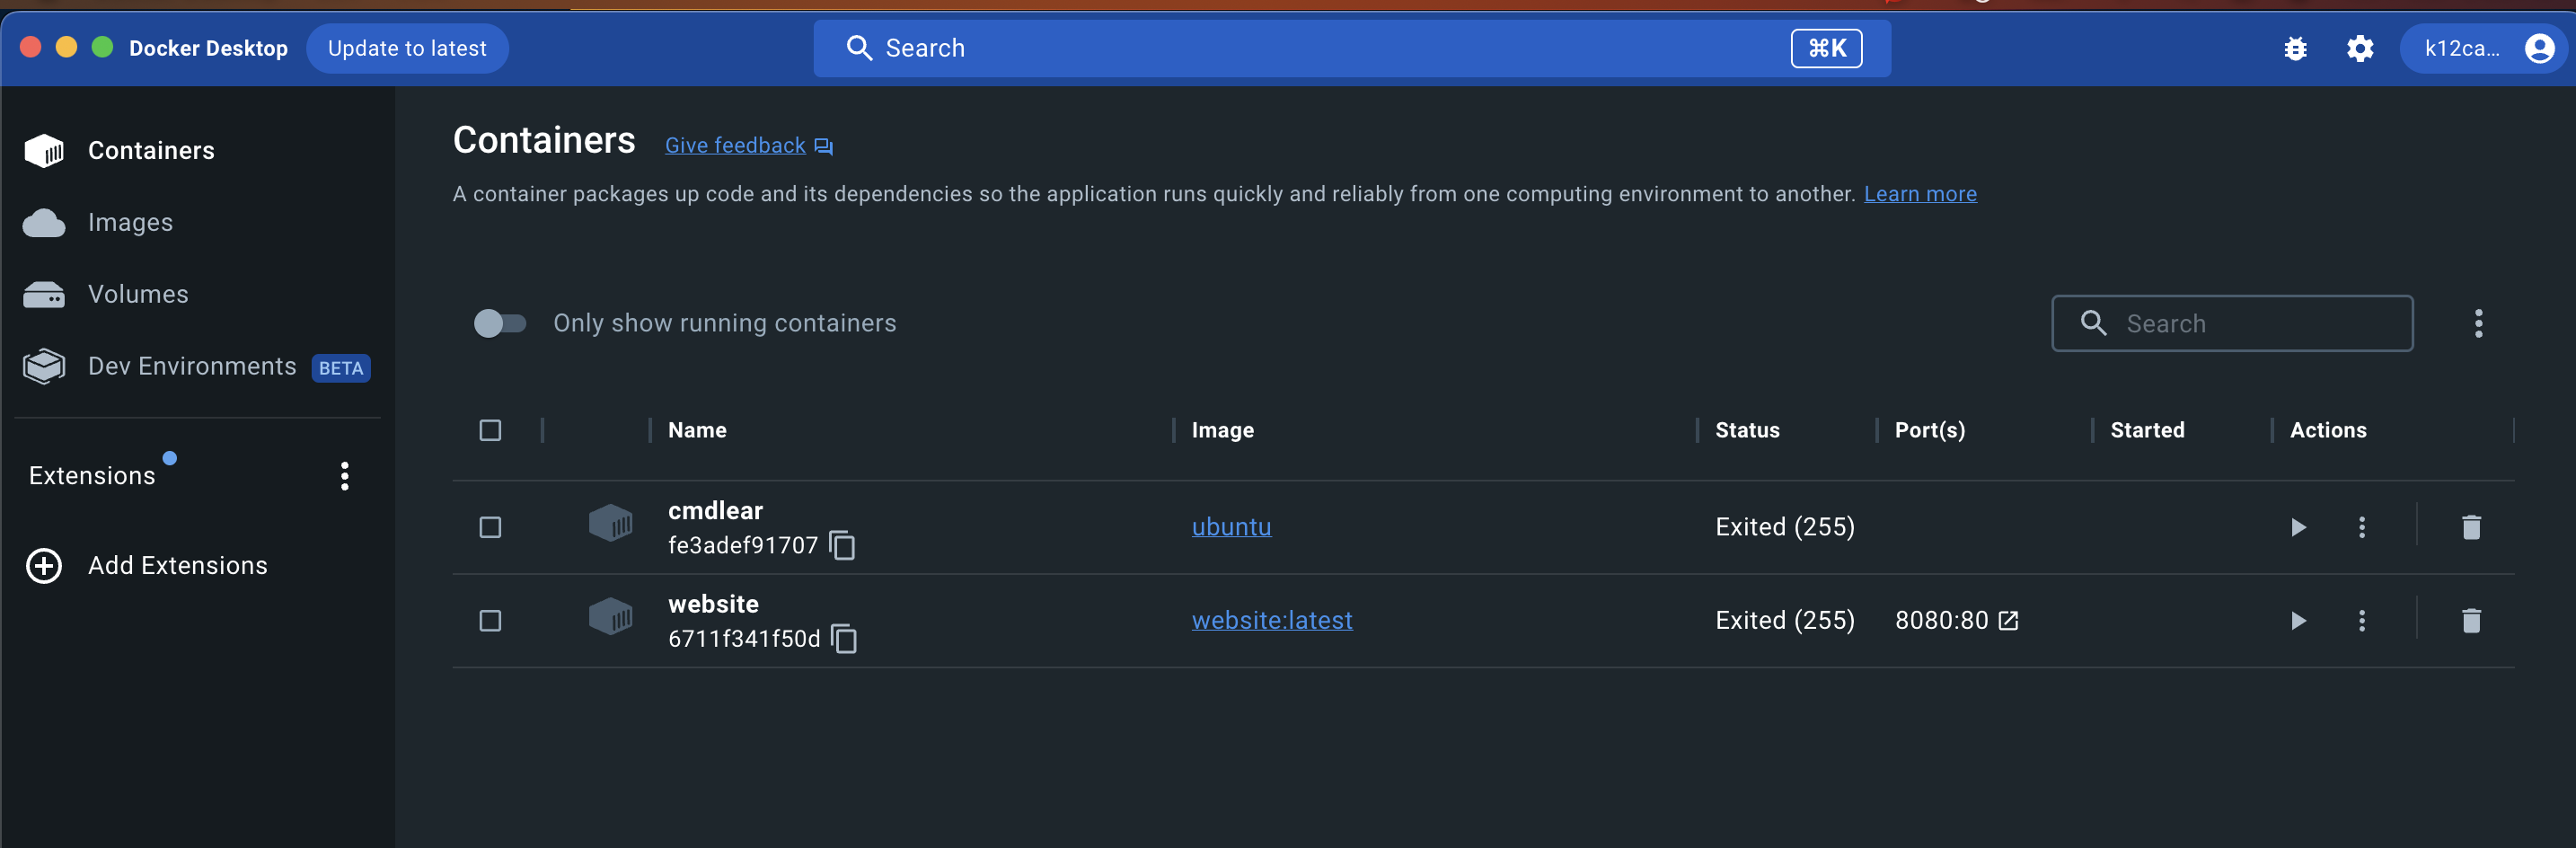 Docker Desktop
Update to latest
Search
⌘K
k12ca...
Containers
Images
Volumes
Dev Environments BETA
Extensions
Add Extensions
Containers
Give feedback
A container packages up code and its dependencies so the application runs quickly and reliably from one computing environment to another. Learn more
Only show running containers
Search
Name Image Status Port(s) Started Actions
cmdlear
fe3adef91707
ubuntu
Exited (255)
website
6711f341f50d
website:latest
Exited (255)
8080:80